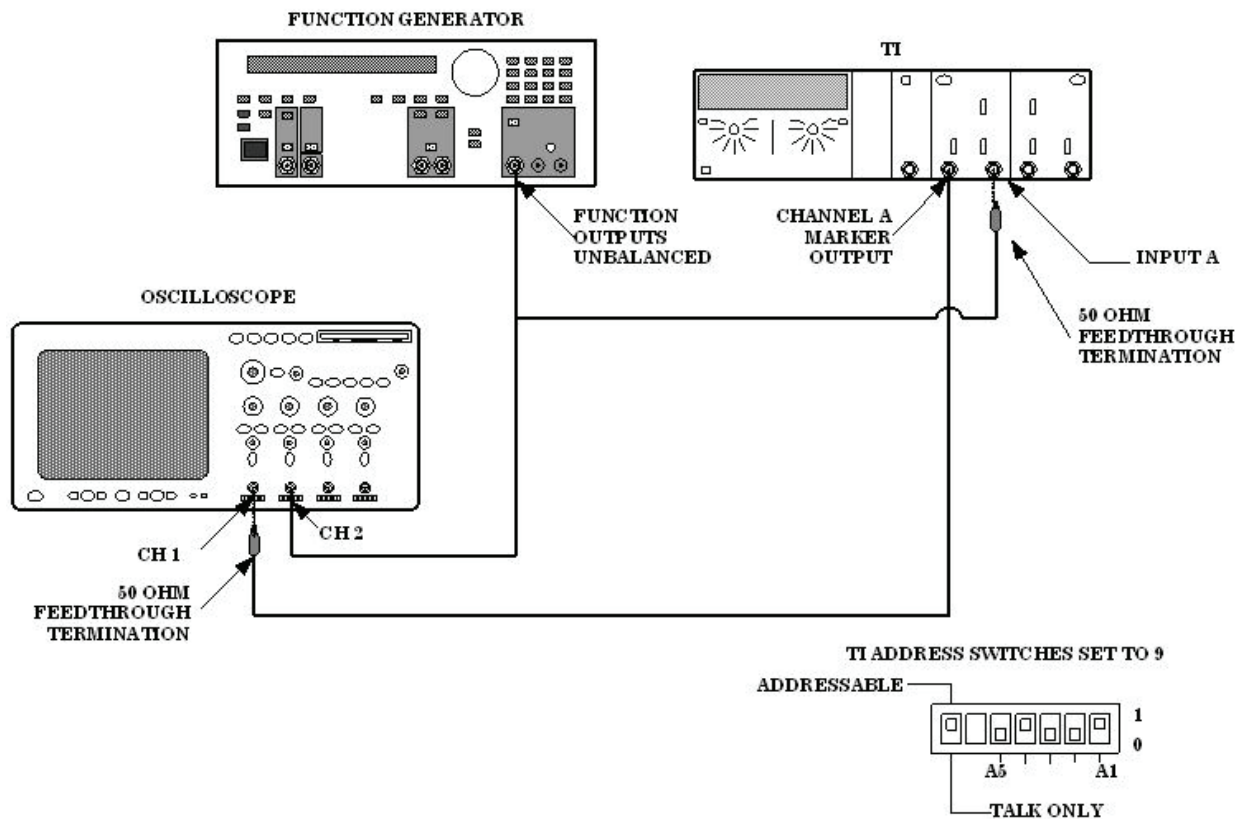 FUNCTION GENERATOR
TI
FUNCTION
OUTPUTS
UNBALANCED
CHANNEL A
MARKER
OUTPUT
INPUT A
50 OHM
FEEDTHROUGH
TERMINATION
OSCILLOSCOPE
CH 1
CH 2
50 OHM
FEEDTHROUGH
TERMINATION
TI ADDRESS SWITCHES SET TO 9
ADDRESSABLE
1
0
A5
A1
TALK ONLY